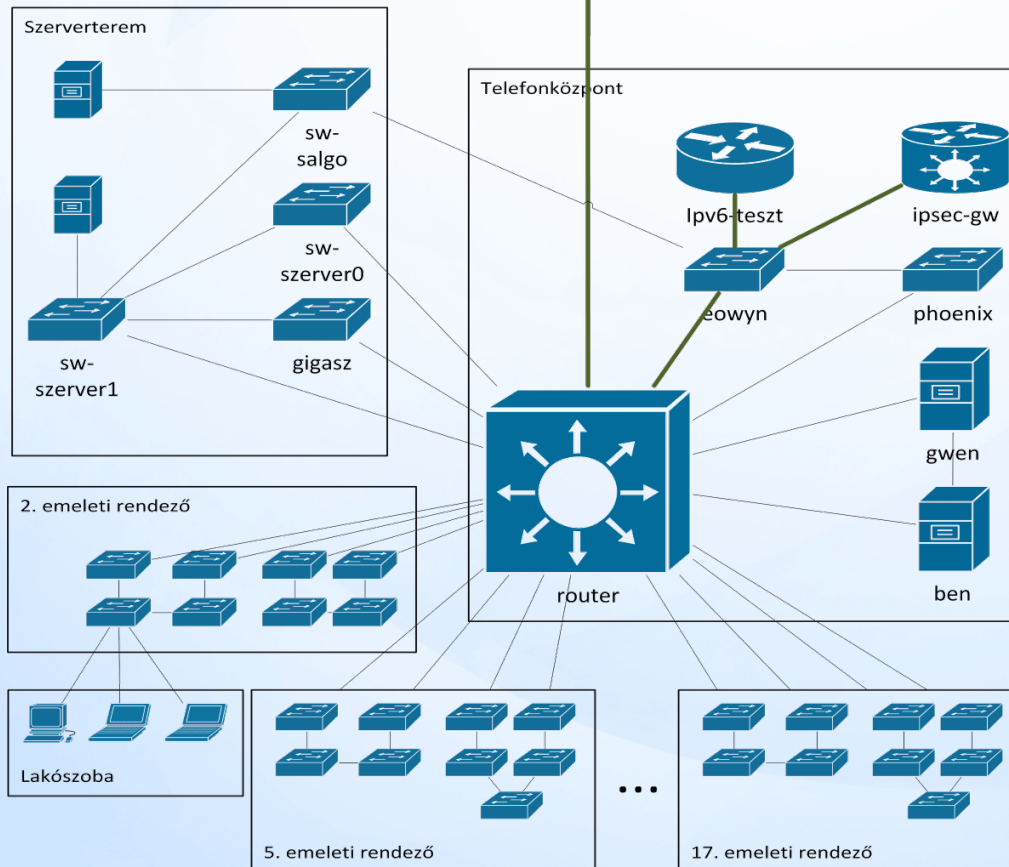 Szerverterem
sw-
salgo
sw-
szerver0
gigasz
sw-
szerver1
Telefonközpont
Ipv6-teszt
ipsec-gw
eowyn
phoenix
gwen
ben
router
2. emeleti rendező
Lakószoba
5. emeleti rendező
...
17. emeleti rendező